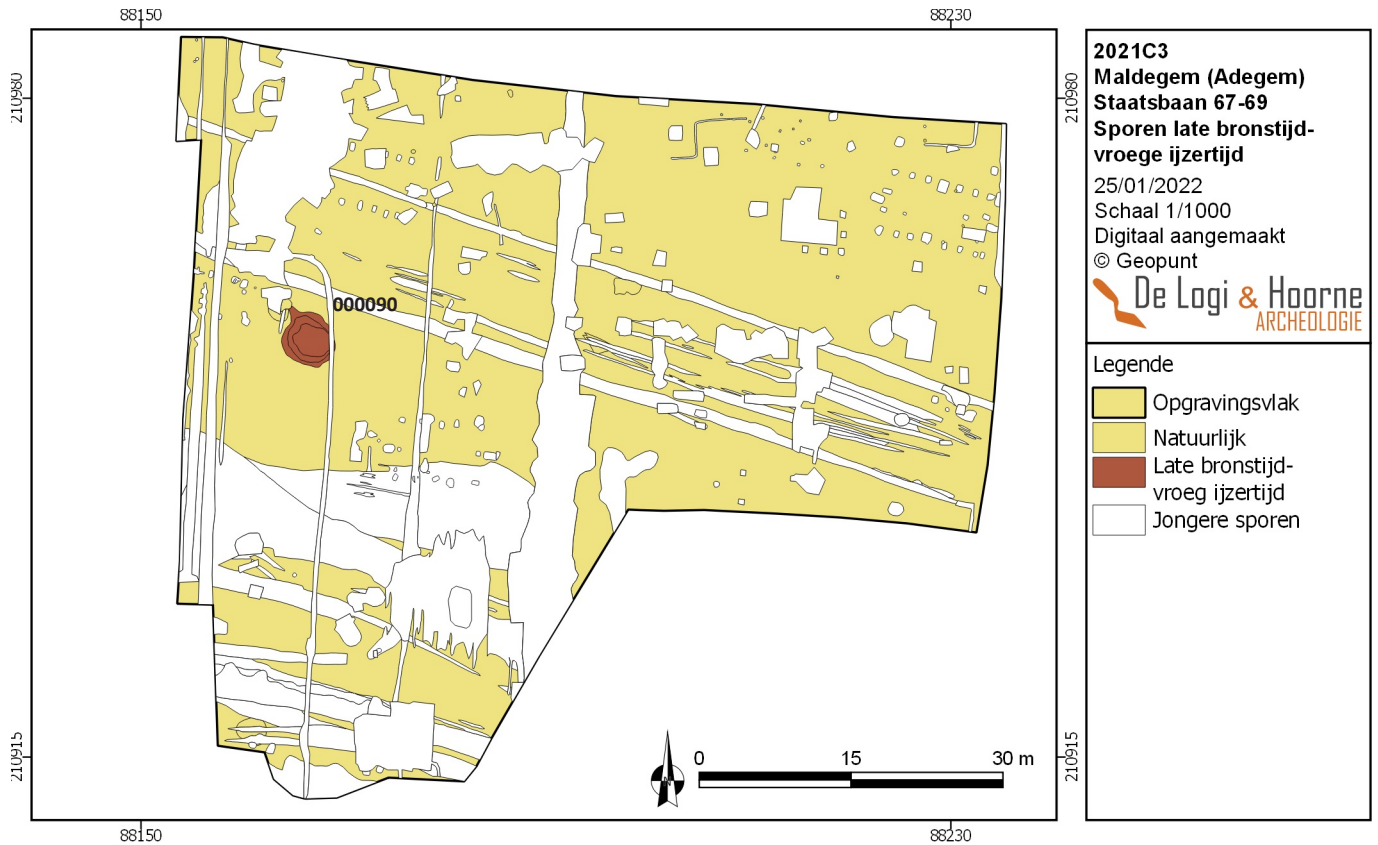 88150
88230
210980
210980
000090
210915
210915
0
15
30 m
N
88150
88230
2021C3
Maldegem (Adegem)
Staatsbaan 67-69
Sporen late bronstijd-
vroege ijzertijd
25/01/2022
Schaal 1/1000
Digitaal aangemaakt
© Geopunt
De Logi & Hoorne
ARCHEOLOGIE
Legende
Opgravingsvlak
Natuurlijk
Late bronstijd-
vroeg ijzertijd
Jongere sporen